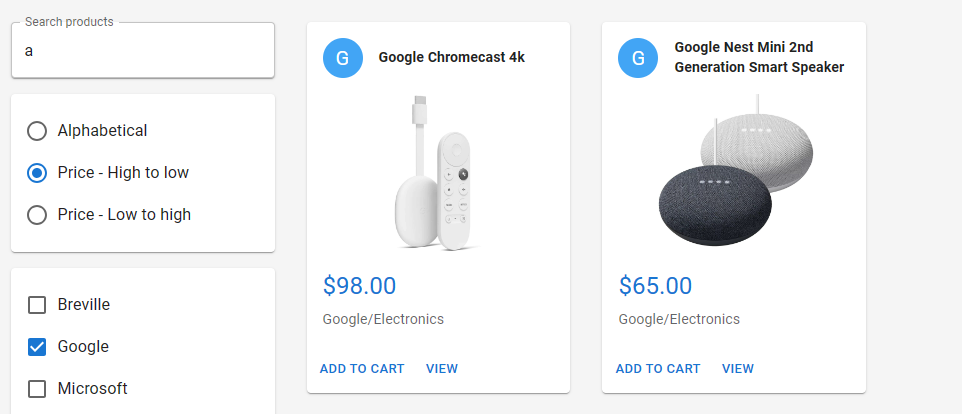 Search products
a
Alphabetical
Price - High to low
Price - Low to high
Breville
Google
Microsoft
G
Google Chromecast 4k
$98.00
Google/Electronics
ADD TO CART
VIEW
G
Google Nest Mini 2nd
Generation Smart Speaker
$65.00
Google/Electronics
ADD TO CART
VIEW